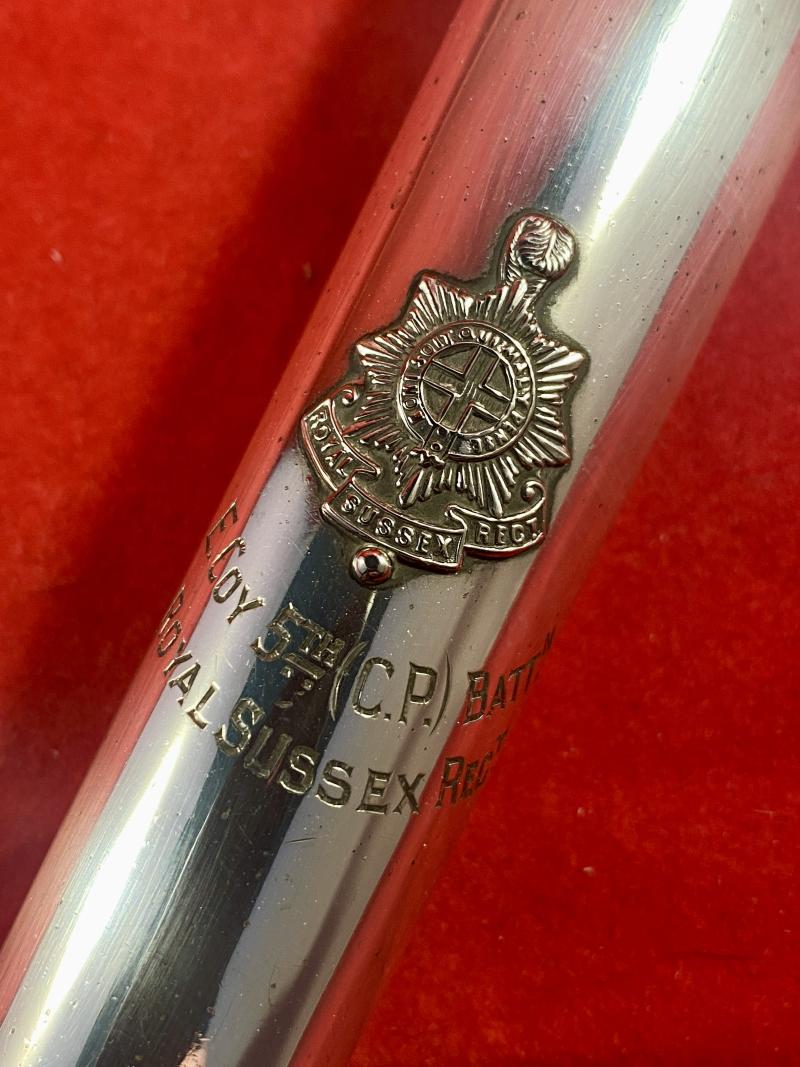 HONI SOIT QUI MAL Y PENSE
ROYAL SUSSEX REGT.
E COY 5TH (C.P.) BATTN
ROYAL SUSSEX REGT